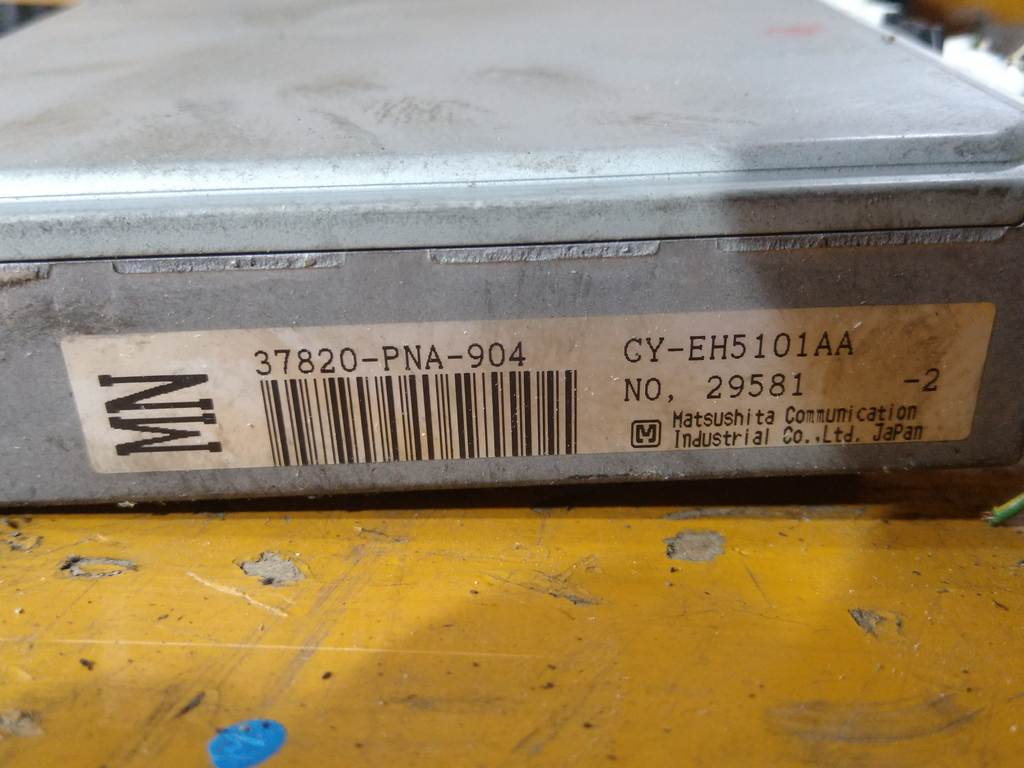 MN
37820-PNA-904
CY-EH5101AA
NO, 29581 -2
M Matsushita Communication
Industrial Co.,Ltd. JaPan